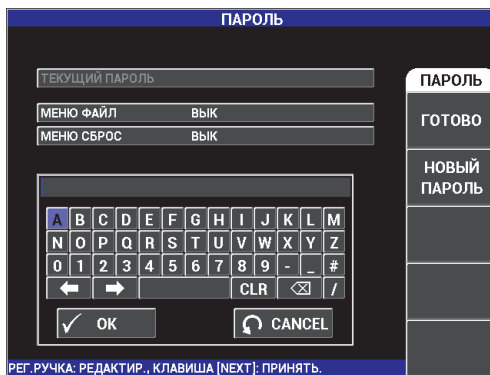 ПАРОЛЬ
ТЕКУЩИЙ ПАРОЛЬ
МЕНЮ ФАЙЛ ВЫК
МЕНЮ СБРОС ВЫК
A B C D E F G H I J K L M
N O P Q R S T U V W X Y Z
0 1 2 3 4 5 6 7 8 9 - _ #
CLR /
OK CANCEL
ПАРОЛЬ
ГОТОВО
НОВЫЙ
ПАРОЛЬ
РЕГ.РУЧКА: РЕДАКТИР., КЛАВИША [NEXT]: ПРИНЯТЬ.